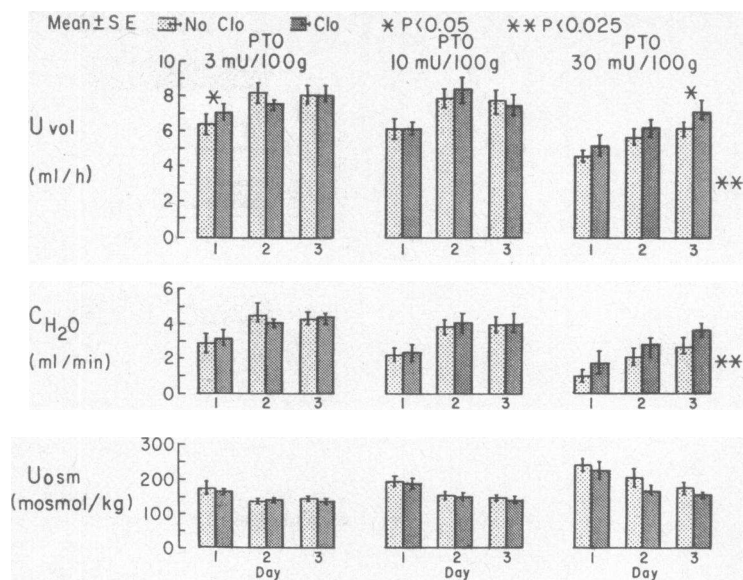 Mean ± S E No Clo Clo * P<0.05 ** P<0.025
PTO PTO PTO
3 mU/100g 10 mU/100g 30 mU/100g
10
8 * *
U vol 6
(ml/h) 4 **
2
0
1 2 3 1 2 3 1 2 3
6
CH2O 4
(ml/min) 2 **
0
1 2 3 1 2 3 1 2 3
300
Uosm 200
(mosmol/kg) 100
0
1 2 3 1 2 3 1 2 3
Day Day Day